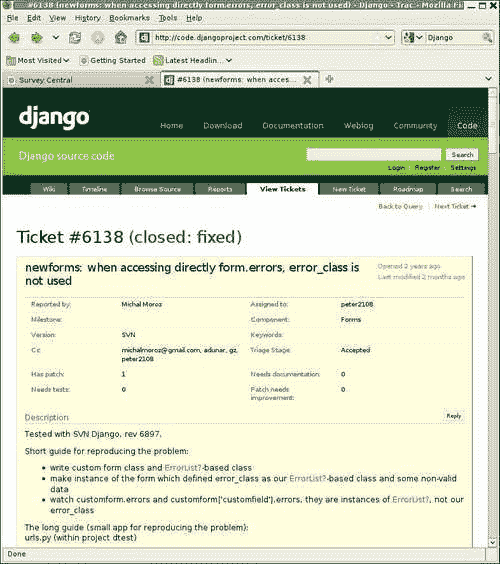 #6138 (newforms: when accessing directly form.errors, error_class is not used) - Django - Trac - Mozilla Fi
File Edit View History Bookmarks Tools Help
http://code.djangoproject.com/ticket/6138
Django
Most Visited Getting Started Latest Headlin...
Survey Central
#6138 (newforms: when acces...
django
Home Download Documentation Weblog Community Code
Django source code
Search
Login Register Settings
Wiki Timeline Browse Source Reports View Tickets New Ticket Roadmap Search
Back to Query Next Ticket →
Ticket #6138 (closed: fixed)
newforms: when accessing directly form.errors, error_class is
not used
Opened 2 years ago
Last modified 2 months ago
Reported by: Michal Moroz Assigned to: peter2108
Milestone: Component: Forms
Version: SVN Keywords:
Cc: michalmoroz@gmail.com, adunar, gz,
peter2108
Triage Stage: Accepted
Has patch: 1 Needs documentation: 0
Needs tests: 0 Patch needs
improvement: 0
Description
Reply
Tested with SVN Django, rev 6897.
Short guide for reproducing the problem:
• write custom form class and ErrorList?-based class
• make instance of the form which defined error_class as our ErrorList?-based class and some non-valid
data
• watch customform.errors and customform['customfield'].errors, they are instances of ErrorList?, not our
error_class
The long guide (small app for reproducing the problem):
urls.py (within project dtest)
Done